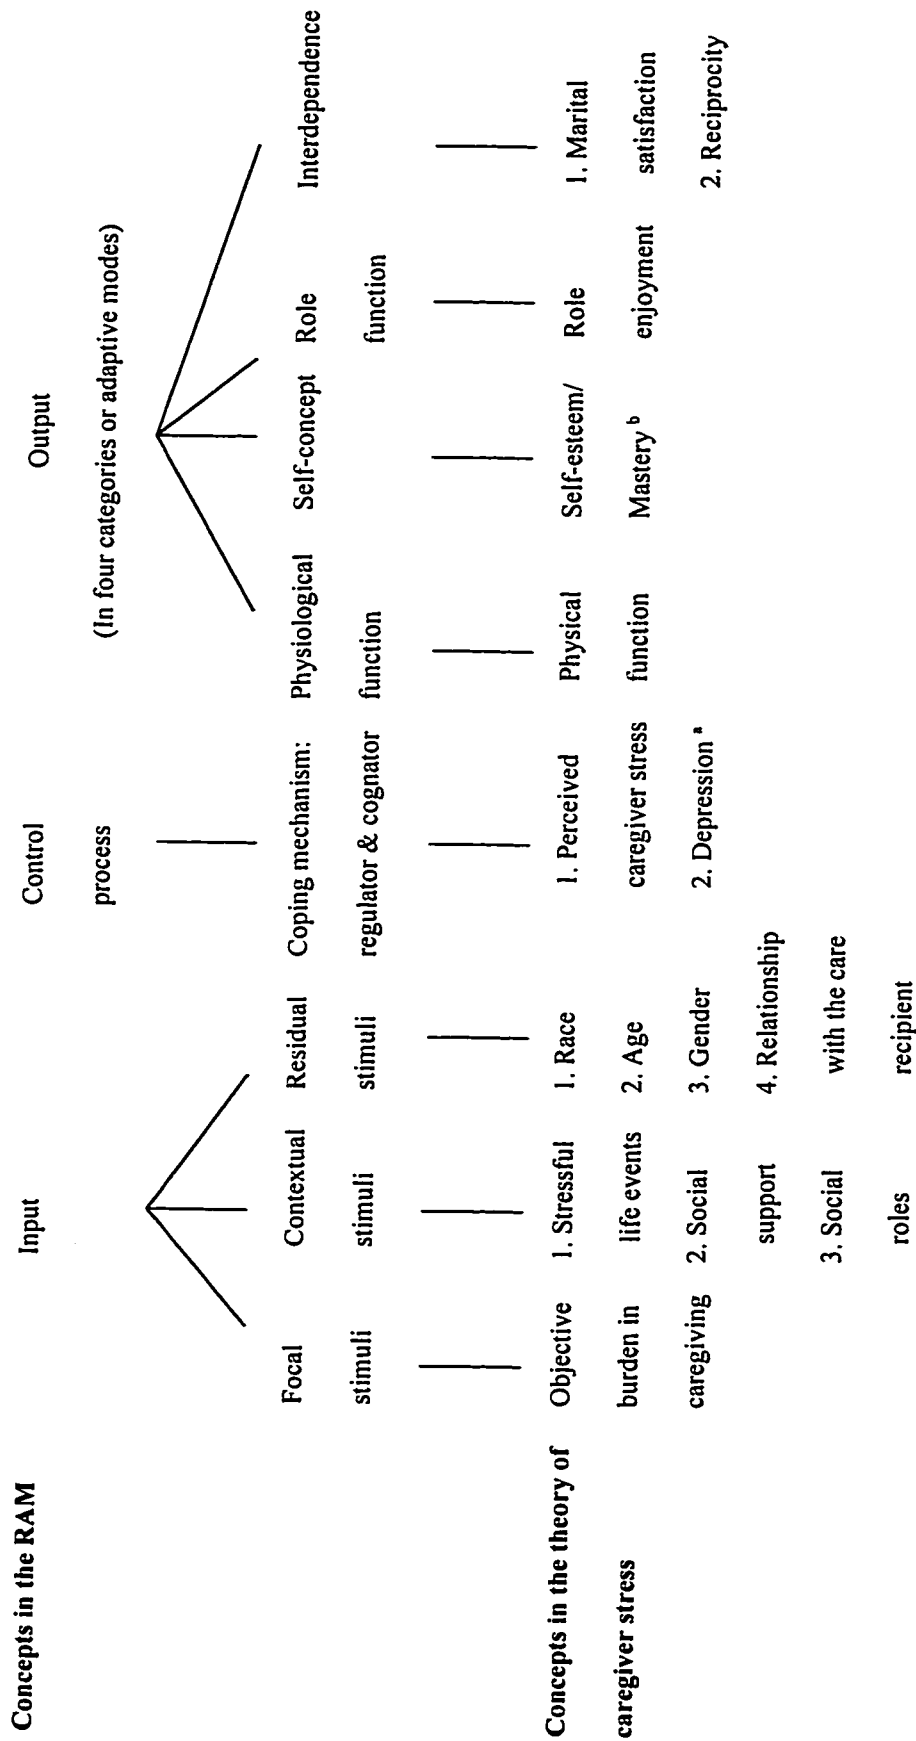 Concepts in the RAM
Input
Control
process
Output
(In four categories or adaptive modes)
Focal
stimuli
Contextual
stimuli
Residual
stimuli
Coping mechanism:
regulator & cognator
Physiological
function
Self-concept
Role
function
Interdependence
Concepts in the theory of
caregiver stress
Objective
burden in
caregiving
1. Stressful
life events
2. Social
support
3. Social
roles
1. Race
2. Age
3. Gender
4. Relationship
with the care
recipient
1. Perceived
caregiver stress
2. Depression ᵃ
Physical
function
Self-esteem/
Mastery ᵇ
Role
enjoyment
1. Marital
satisfaction
2. Reciprocity